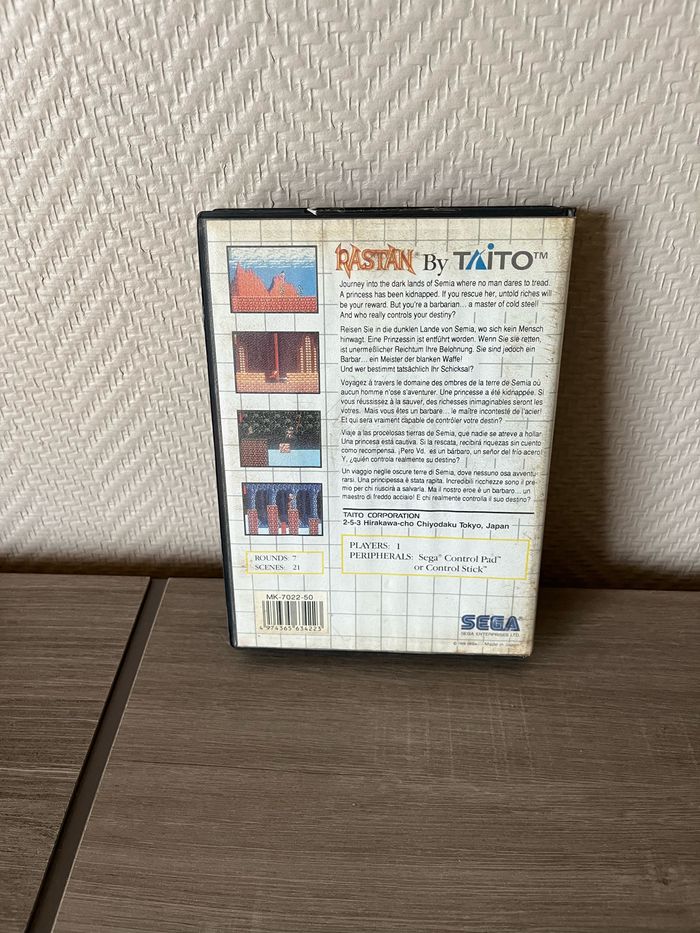 RASTAN® By TAITO™
Journey into the dark lands of Semia where no man dares to tread.
A princess has been kidnapped. If you rescue her, untold riches will
be your reward. But you're a barbarian... a master of cold steel!
And who really controls your destiny?
Reisen Sie in die dunklen Lande von Semia, wo sich kein Mensch
hinwagt. Eine Prinzessin ist entführt worden. Wenn Sie sie retten,
ist unermeßlicher Reichtum Ihre Belohnung. Sie sind jedoch ein
Barbar... ein Meister der blanken Waffe!
Und wer bestimmt tatsächlich Ihr Schicksal?
Voyagez à travers le domaine des ombres de la terre de Semia où
aucun homme n'ose s'aventurer. Une princesse a été kidnappée. Si
vous réussissez à la sauver, des richesses inimaginables seront les
vôtres. Mais vous êtes un barbare... le maître incontesté de l'acier!
Et qui sera vraiment capable de contrôler votre destin?
Viaje a las procelosas tierras de Semia, que nadie se atreve a hollar.
Una princesa está cautiva. Si la rescata, recibirá riquezas sin cuento
como recompensa. ¡Pero Vd. es un bárbaro, un señor del frío acero!
Y, ¿quién controla realmente su destino?
Un viaggio neglle oscure terre di Semia, dove nessuno osa avventu-
rarsi. Una principessa è stata rapita. Incredibili ricchezze sono il pre-
mio per chi riuscirà a salvarla. Ma il nostro eroe è un barbaro... un
maestro di freddo acciaio! E chi realmente controlla il suo destino?
TAITO CORPORATION
2-5-3 Hirakawa-cho Chiyodaku Tokyo, Japan
ROUNDS: 7
SCENES: 21
PLAYERS: 1
PERIPHERALS: Sega® Control Pad™
or Control Stick™
MK-7022-50
4 974365 634223
SEGA®
SEGA ENTERPRISES LTD.
Made in Japan